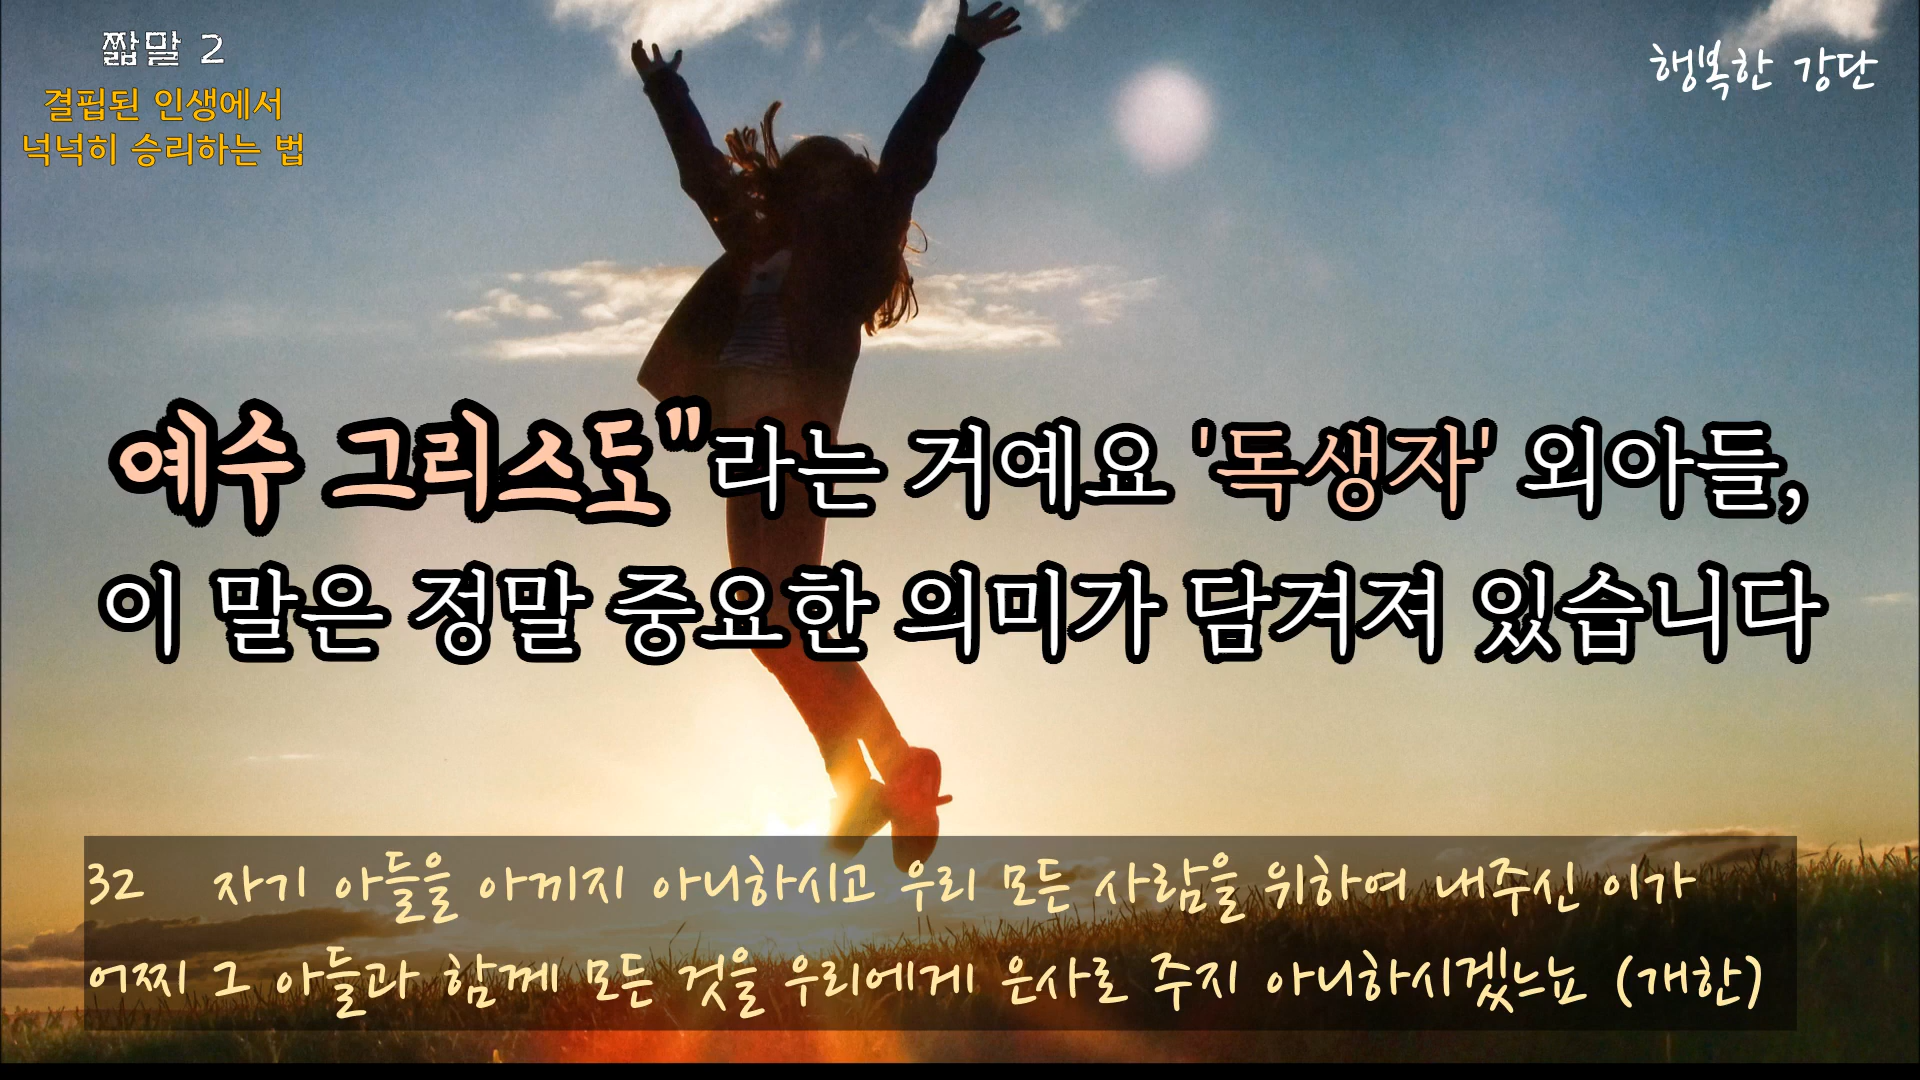 짧말 2
결핍된 인생에서
넉넉히 승리하는 법
행복한 강단
예수 그리스도"라는 거예요 '독생자' 외아들,
이 말은 정말 중요한 의미가 담겨져 있습니다
32 자기 아들을 아끼지 아니하시고 우리 모든 사람을 위하여 내주신 이가
어찌 그 아들과 함께 모든 것을 우리에게 은사로 주지 아니하시겠느뇨 (개한)